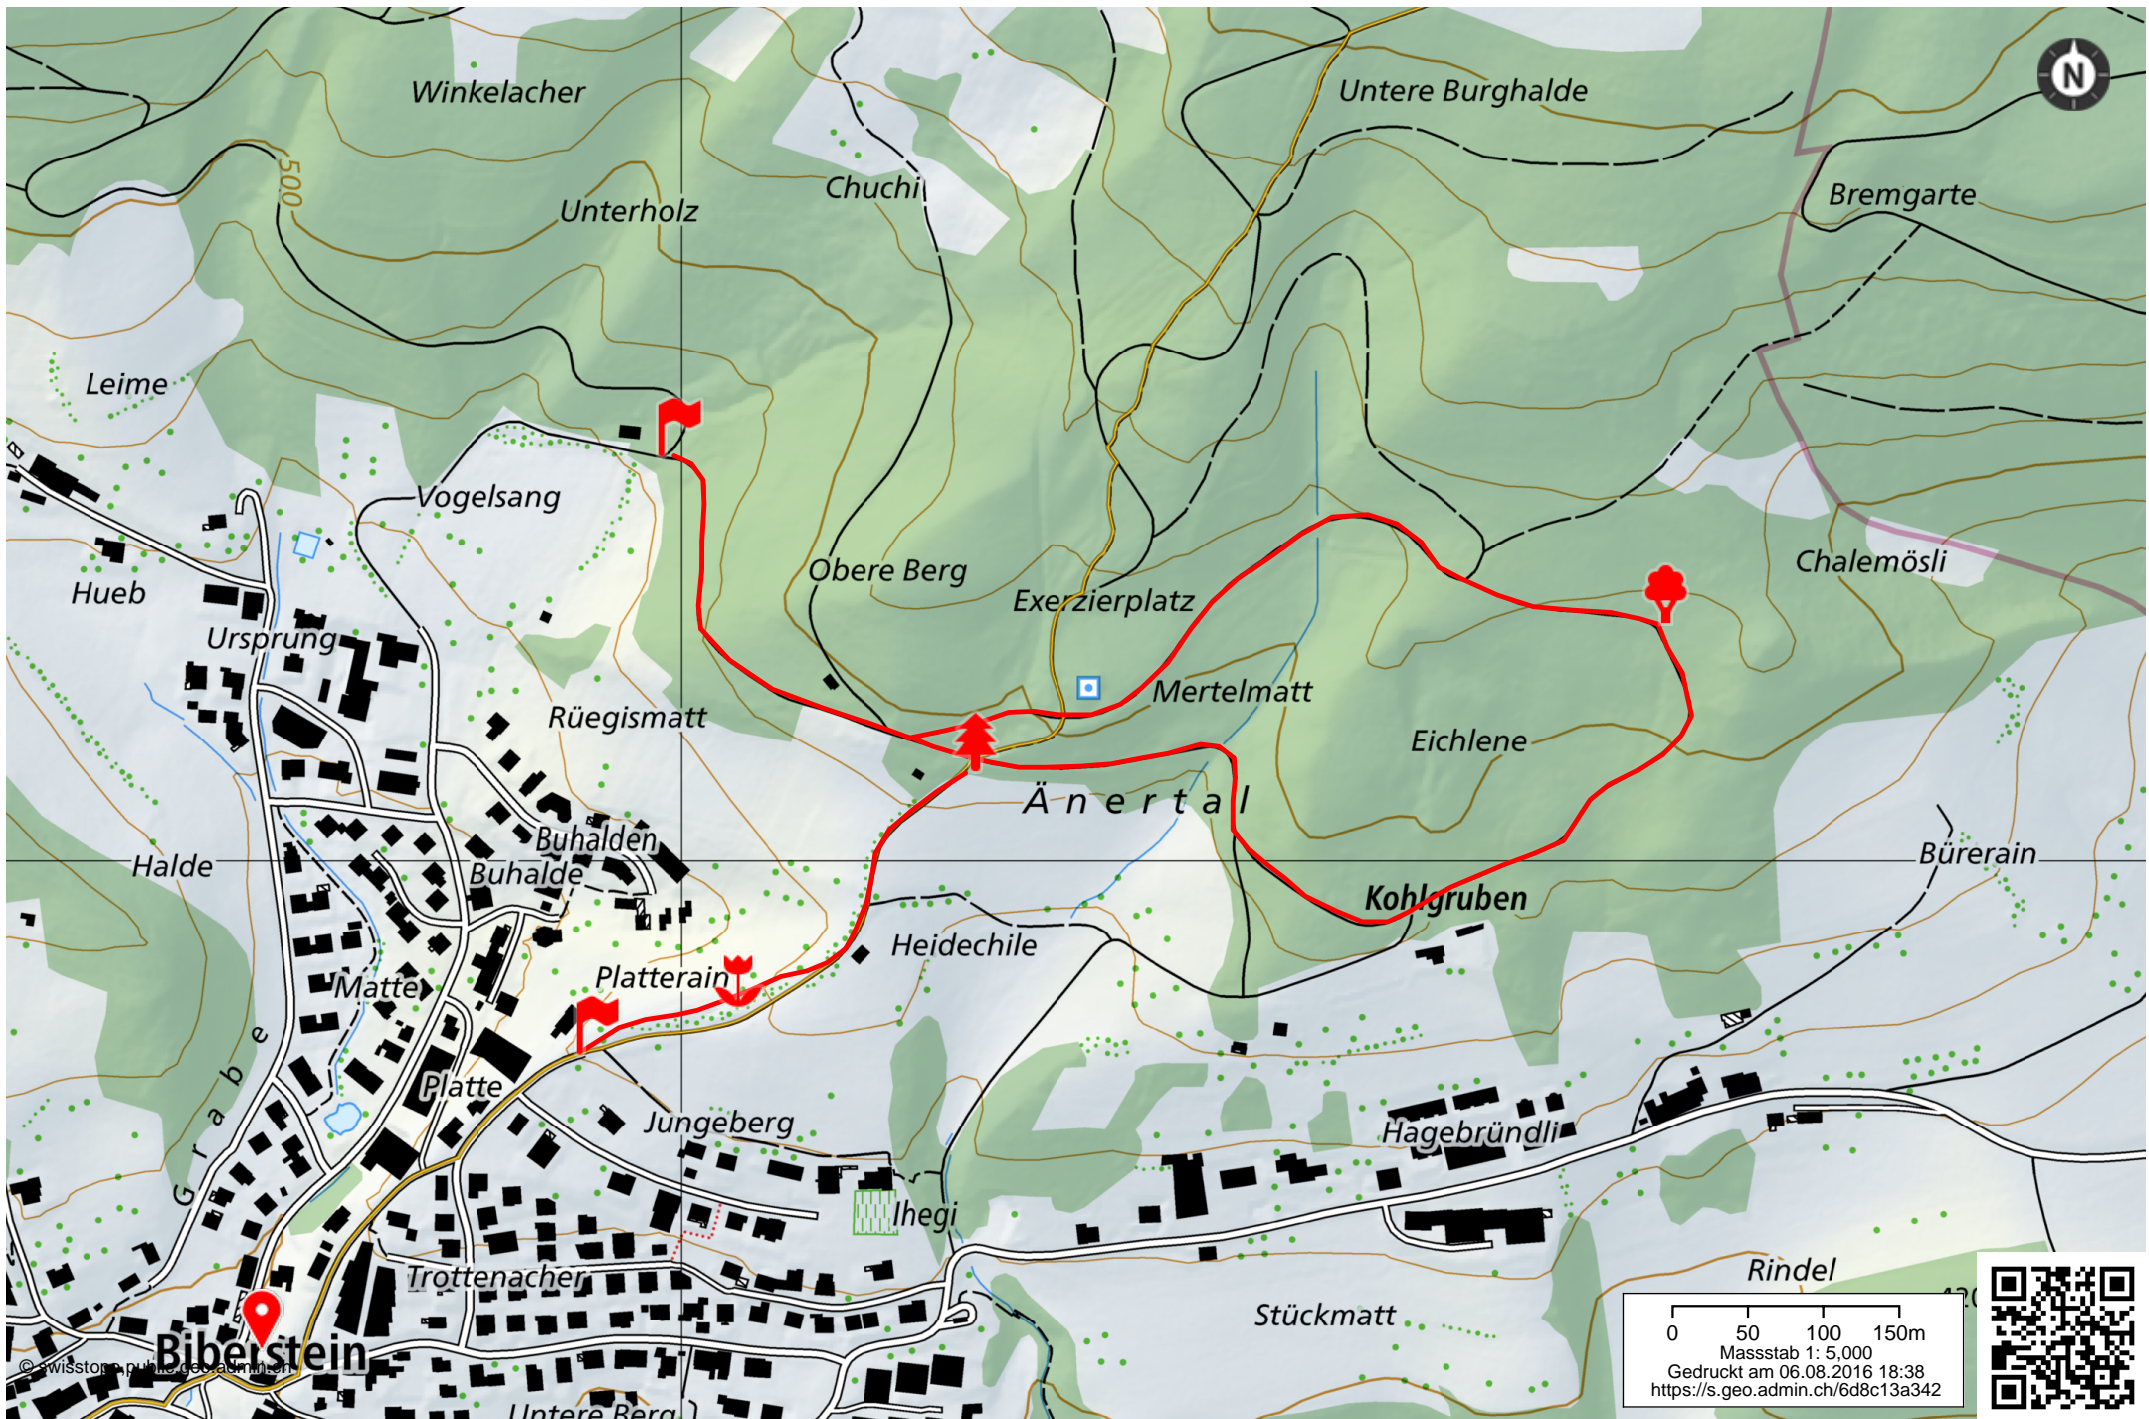 Winkelacher
Untere Burghalde
N
500
Unterholz
Chuchi
Bremgarte
Leime
Vogelsang
Obere Berg
Exerzierplatz
Chalemösli
Hueb
Ursprung
Rüegismatt
Mertelmatt
Eichlene
Änertal
Buhalden
Buhalde
Halde
Kohlgruben
Bürerain
Heidechile
Platterain
Matte
Grabe
Platte
Jungeberg
Hagebründli
Ihegi
Trottenacher
Rindel
Stückmatt
Biberstein
© swisstopo, public.geo.admin.ch
Untere Berg
0 50 100 150m
Massstab 1: 5,000
Gedruckt am 06.08.2016 18:38
https://s.geo.admin.ch/6d8c13a342